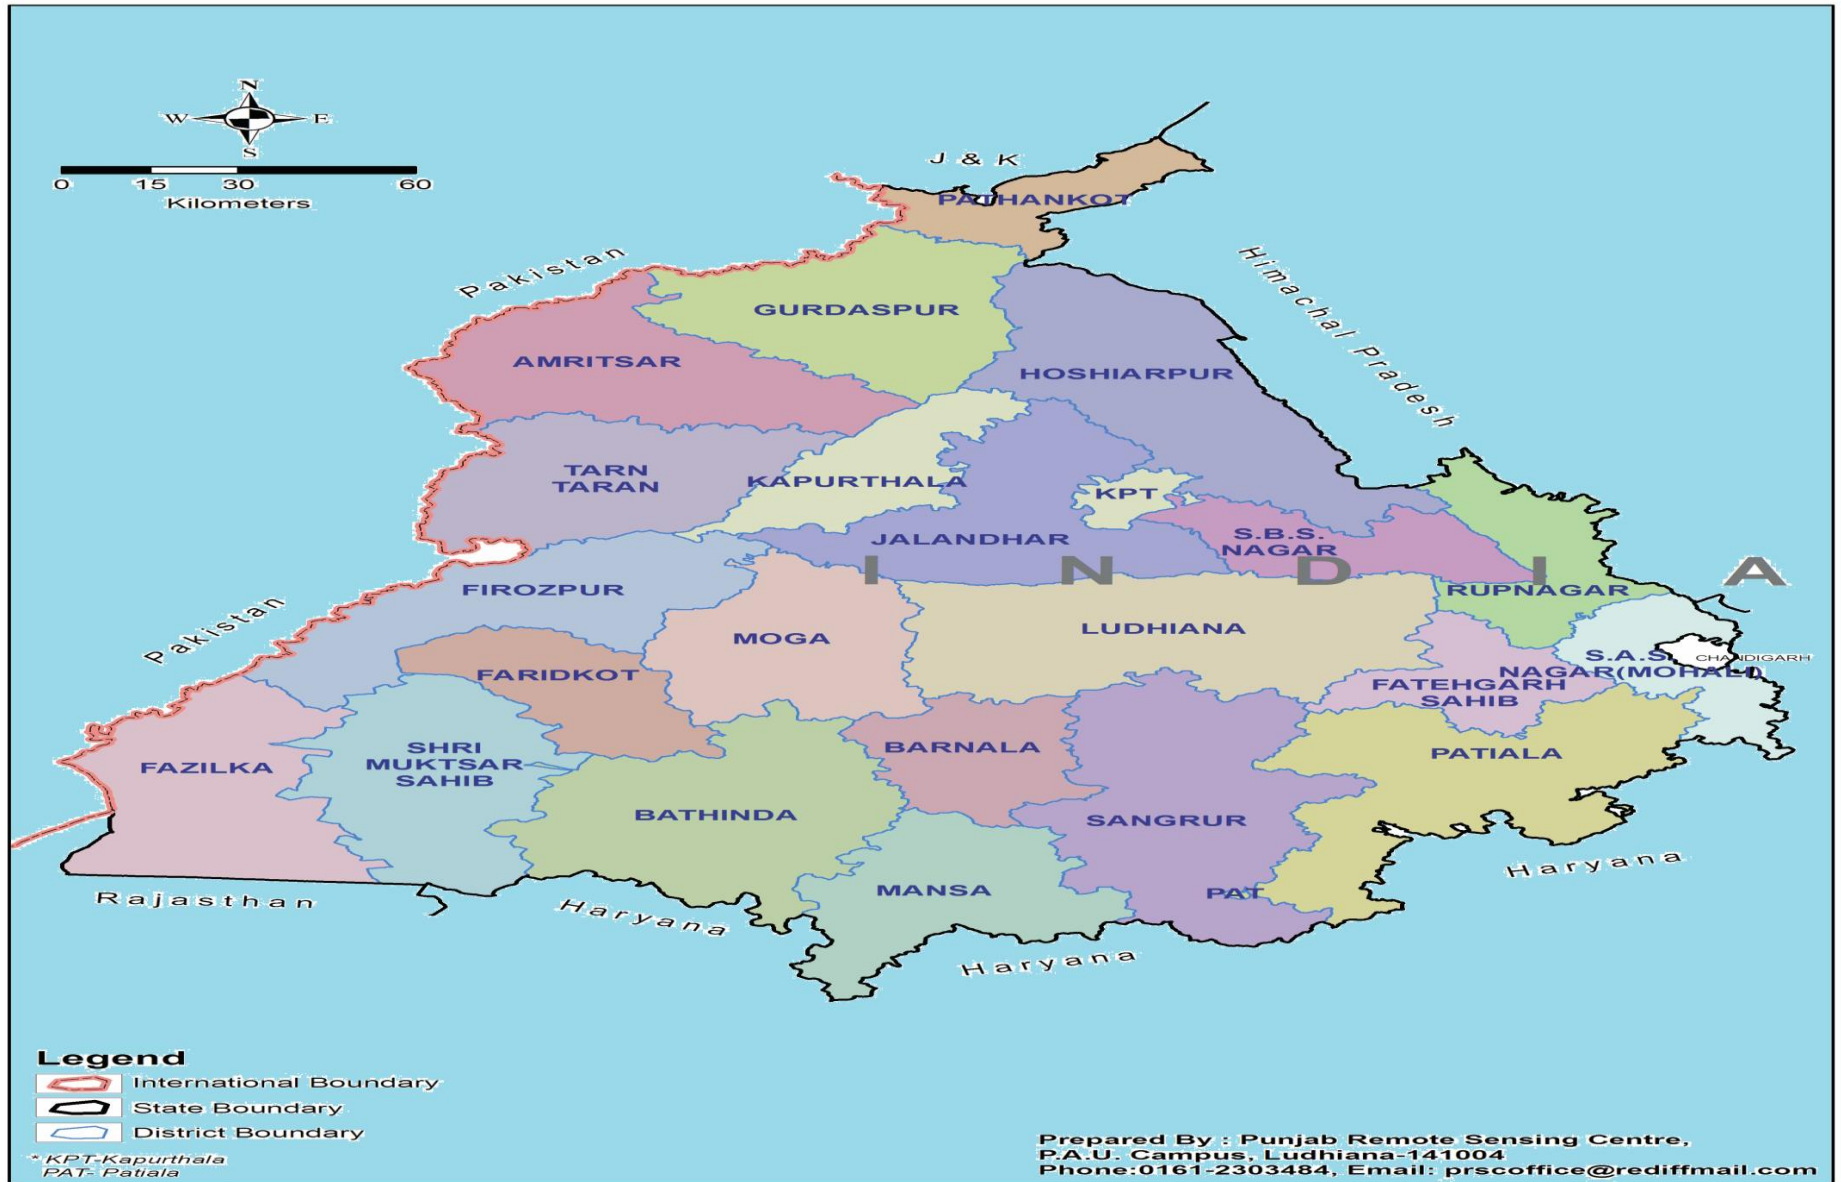 N
W E
S
0 15 30 60
Kilometers
J & K
PATHANKOT
Pakistan
Himachal Pradesh
GURDASPUR
AMRITSAR
HOSHIARPUR
TARN
TARAN
KAPURTHALA
KPT
JALANDHAR
S.B.S.
NAGAR
I N D I A
FIROZPUR
RUPNAGAR
Pakistan
MOGA
LUDHIANA
S.A.S.
NAGAR(MOHALI)
CHANDIGARH
FARIDKOT
FATEHGARH
SAHIB
SHRI
MUKTSAR
SAHIB
FAZILKA
BARNALA
PATIALA
BATHINDA
SANGRUR
MANSA
PAT
Rajasthan
Haryana
Haryana
Haryana
Legend
International Boundary
State Boundary
District Boundary
* KPT-Kapurthala
PAT- Patiala
Prepared By : Punjab Remote Sensing Centre,
P.A.U. Campus, Ludhiana-141004
Phone:0161-2303484, Email: prscoffice@rediffmail.com